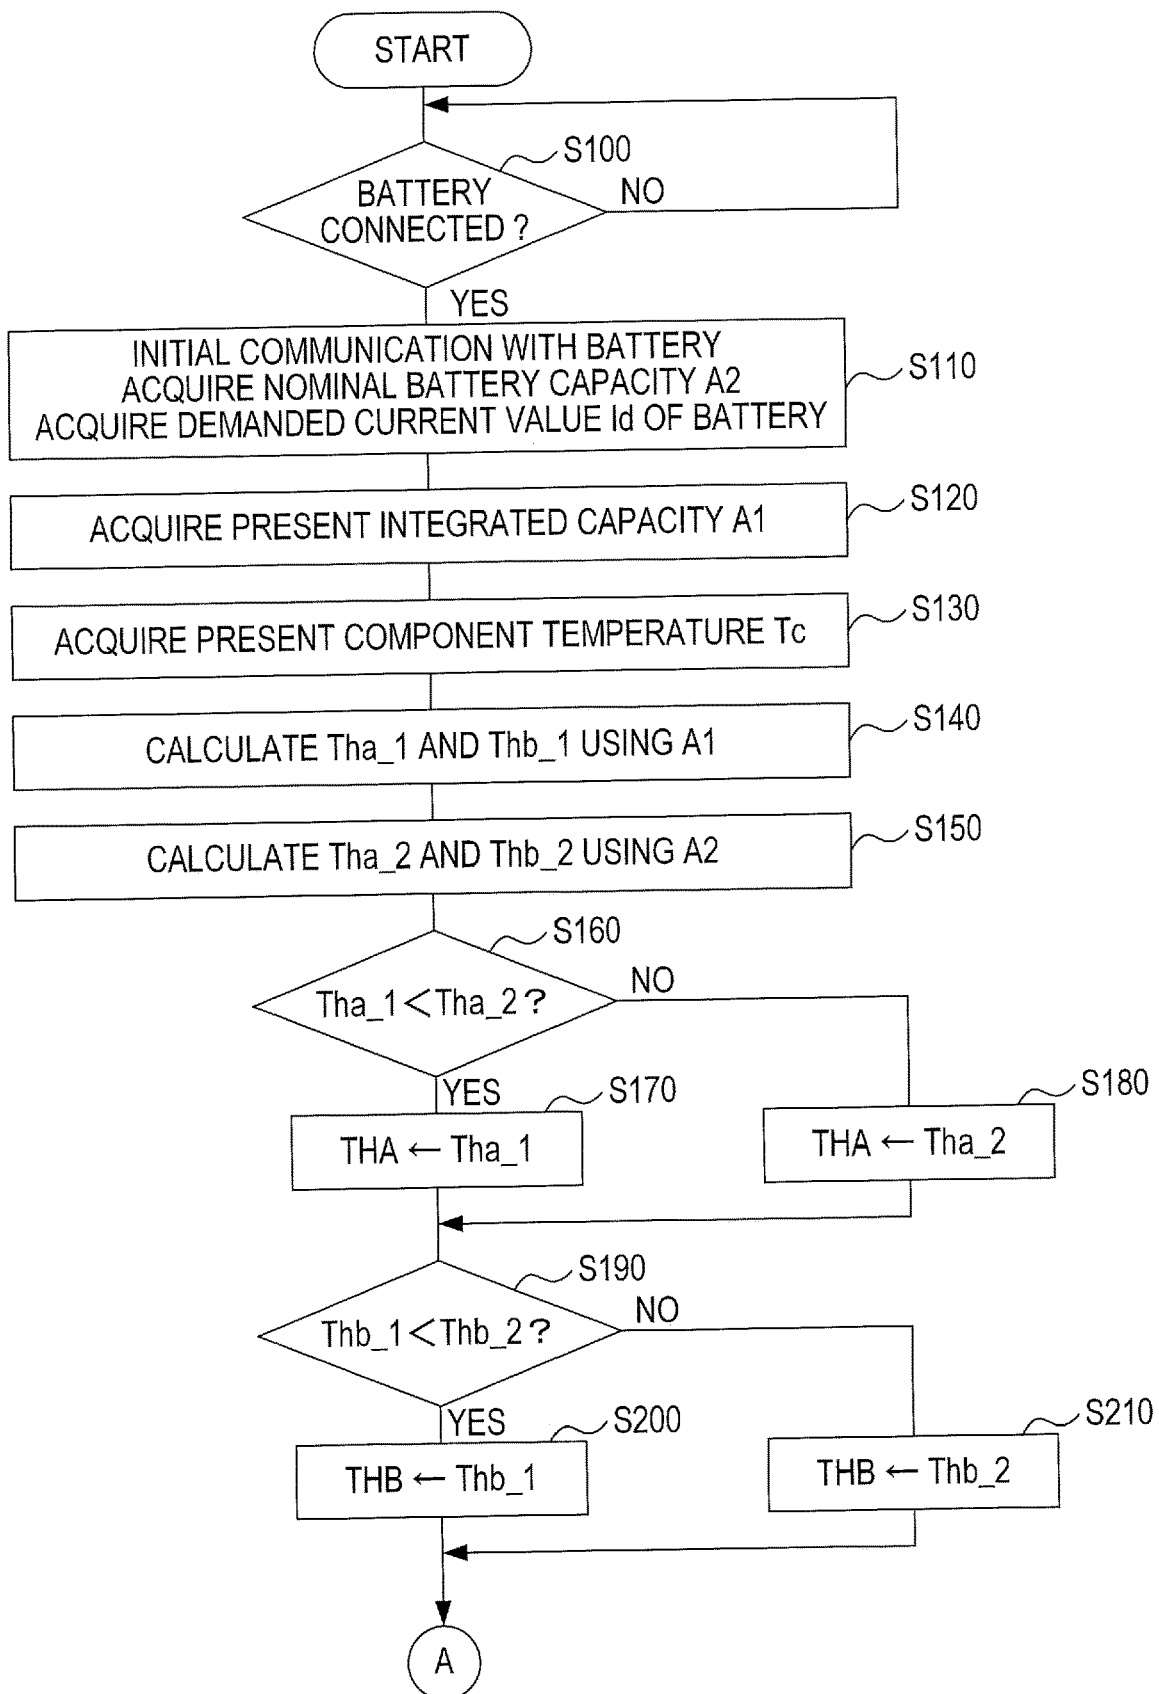 START
S100
BATTERY
CONNECTED ?
NO
YES
INITIAL COMMUNICATION WITH BATTERY
ACQUIRE NOMINAL BATTERY CAPACITY A2
ACQUIRE DEMANDED CURRENT VALUE Id OF BATTERY
S110
ACQUIRE PRESENT INTEGRATED CAPACITY A1
S120
ACQUIRE PRESENT COMPONENT TEMPERATURE Tc
S130
CALCULATE Tha_1 AND Thb_1 USING A1
S140
CALCULATE Tha_2 AND Thb_2 USING A2
S150
S160
Tha_1<Tha_2?
NO
YES
S170
THA ← Tha_1
S180
THA ← Tha_2
S190
Thb_1<Thb_2?
NO
YES
S200
THB ← Thb_1
S210
THB ← Thb_2
A